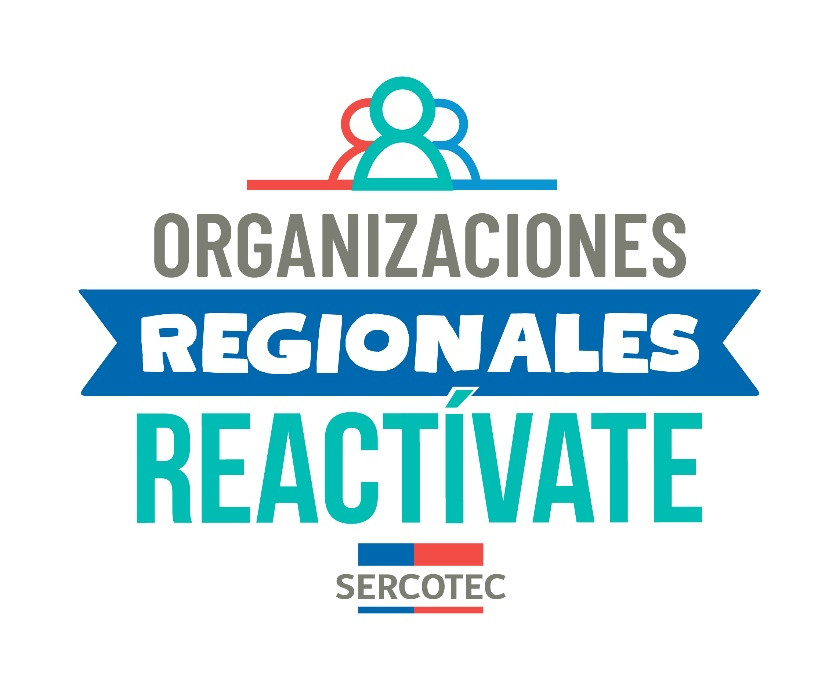 ORGANIZACIONES
REGIONALES
REACTÍVATE
SERCOTEC